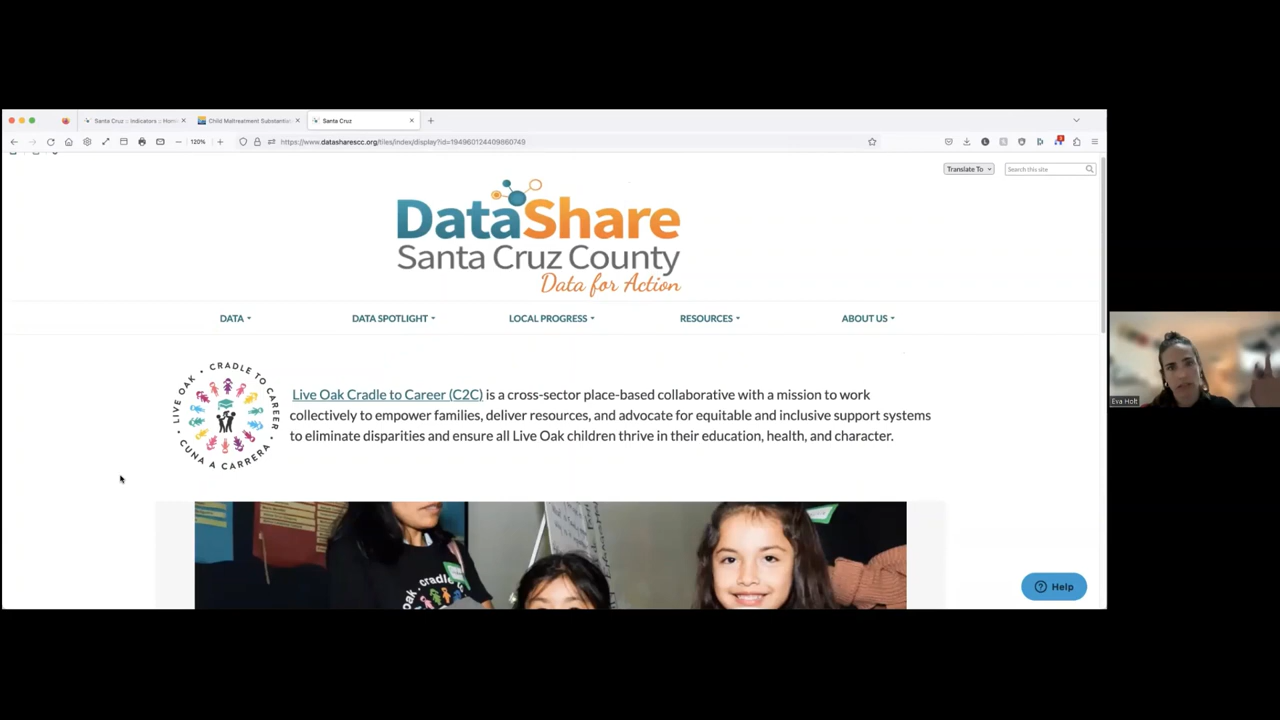 Santa Cruz :: Indicators :: Hom
Child Maltreatment Substantia
Santa Cruz
120%
https://www.datasharescc.org/tiles/index/display?id=194960124409860749
Translate To
Search this site
DataShare
Santa Cruz County
Data for Action
DATA
DATA SPOTLIGHT
LOCAL PROGRESS
RESOURCES
ABOUT US
LIVE OAK • CRADLE TO CAREER •
CUNA A CARRERA •
Live Oak Cradle to Career (C2C) is a cross-sector place-based collaborative with a mission to work
collectively to empower families, deliver resources, and advocate for equitable and inclusive support systems
to eliminate disparities and ensure all Live Oak children thrive in their education, health, and character.
Help
Eva Holt